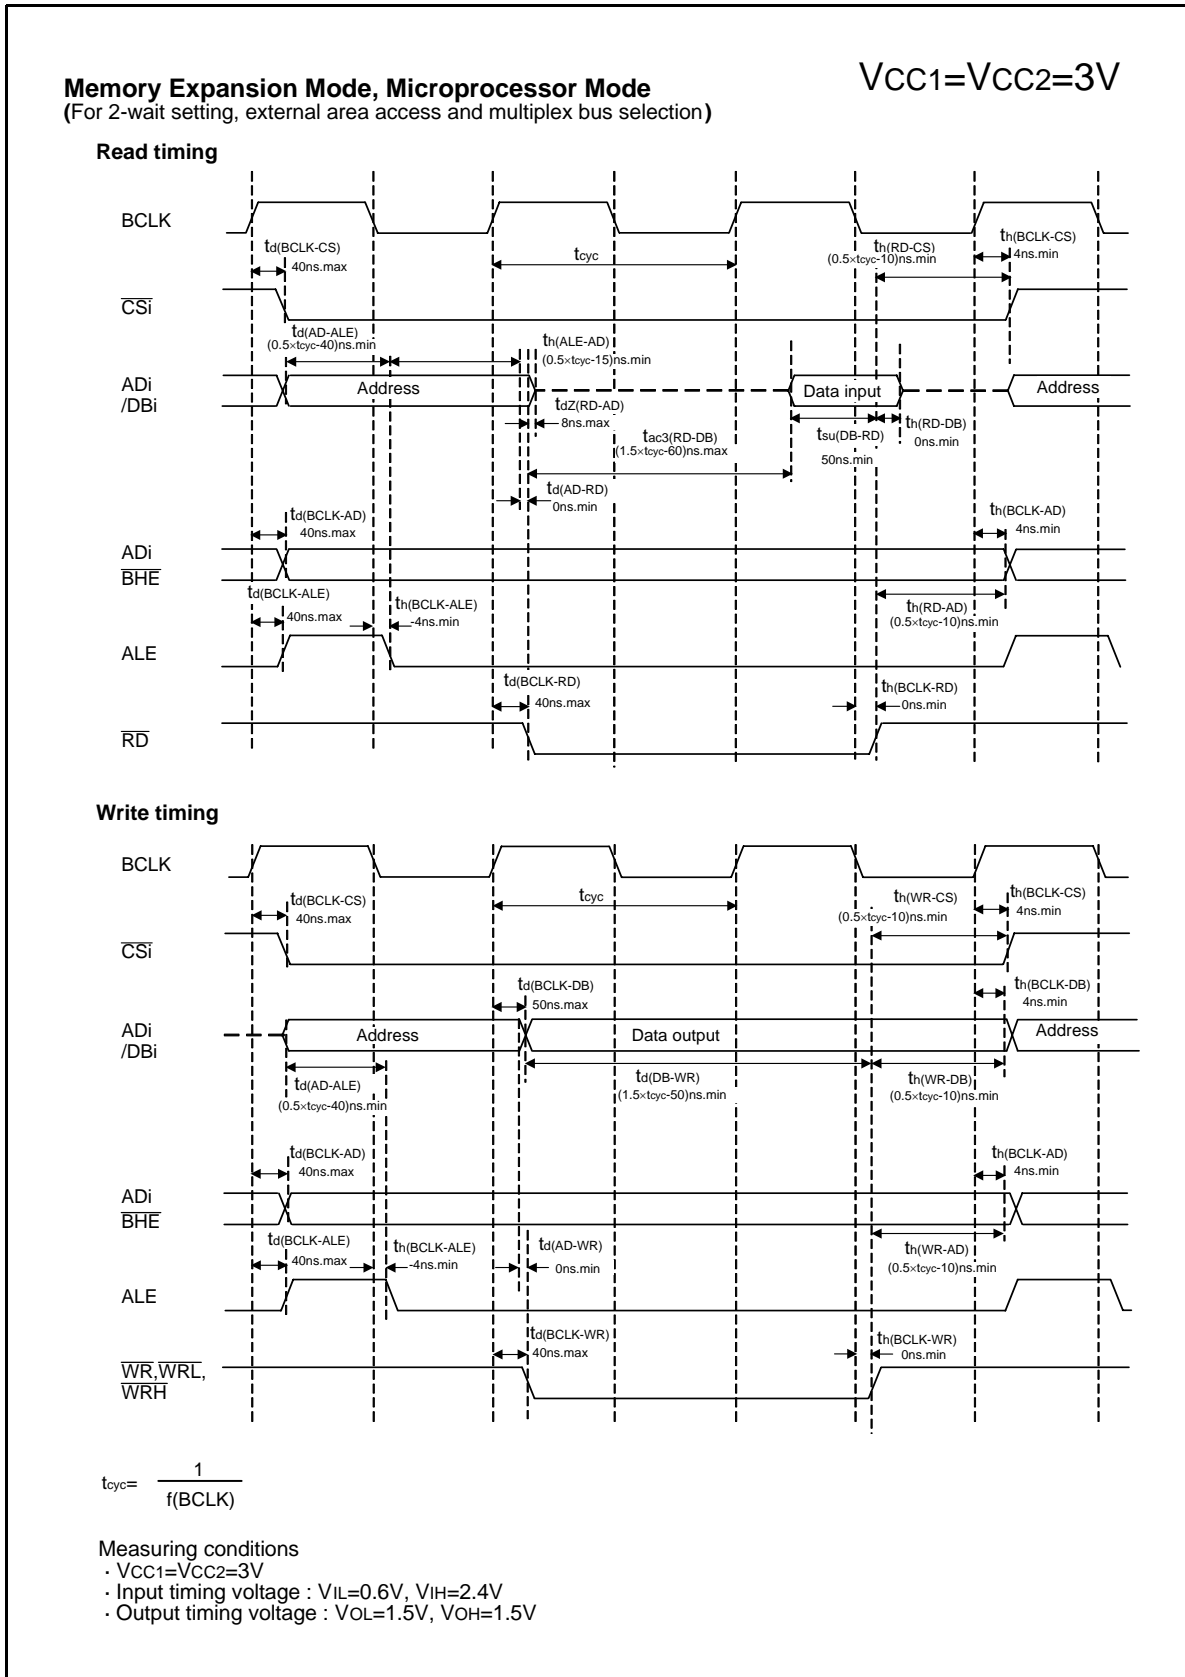 VCC1=VCC2=3V
Memory Expansion Mode, Microprocessor Mode
(For 2-wait setting, external area access and multiplex bus selection)
Read timing
BCLK
td(BCLK-CS)
40ns.max
tcyc
th(RD-CS)
(0.5×tcyc-10)ns.min
th(BCLK-CS)
4ns.min
CSi
td(AD-ALE)
(0.5×tcyc-40)ns.min
th(ALE-AD)
(0.5×tcyc-15)ns.min
ADi
/DBi
Address
Data input
Address
tdZ(RD-AD)
8ns.max
tac3(RD-DB)
(1.5×tcyc-60)ns.max
tsu(DB-RD)
50ns.min
th(RD-DB)
0ns.min
td(AD-RD)
0ns.min
td(BCLK-AD)
40ns.max
th(BCLK-AD)
4ns.min
ADi
BHE
td(BCLK-ALE)
40ns.max
th(BCLK-ALE)
-4ns.min
th(RD-AD)
(0.5×tcyc-10)ns.min
ALE
td(BCLK-RD)
40ns.max
th(BCLK-RD)
0ns.min
RD
Write timing
BCLK
td(BCLK-CS)
40ns.max
tcyc
th(WR-CS)
(0.5×tcyc-10)ns.min
th(BCLK-CS)
4ns.min
CSi
td(BCLK-DB)
50ns.max
th(BCLK-DB)
4ns.min
ADi
/DBi
Address
Data output
Address
td(AD-ALE)
(0.5×tcyc-40)ns.min
td(DB-WR)
(1.5×tcyc-50)ns.min
th(WR-DB)
(0.5×tcyc-10)ns.min
td(BCLK-AD)
40ns.max
th(BCLK-AD)
4ns.min
ADi
BHE
td(BCLK-ALE)
40ns.max
th(BCLK-ALE)
-4ns.min
td(AD-WR)
0ns.min
th(WR-AD)
(0.5×tcyc-10)ns.min
ALE
td(BCLK-WR)
40ns.max
th(BCLK-WR)
0ns.min
WR,WRL,
WRH
tcyc= 1
f(BCLK)
Measuring conditions
· VCC1=VCC2=3V
· Input timing voltage : VIL=0.6V, VIH=2.4V
· Output timing voltage : VOL=1.5V, VOH=1.5V